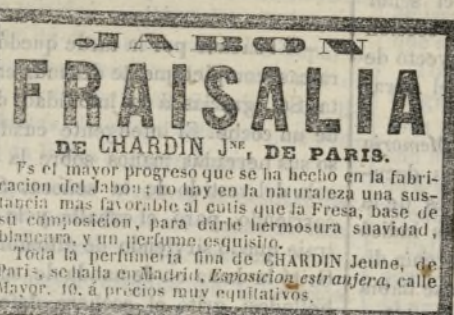 JABON
FRAISALIA
DE CHARDIN JNE, DE PARIS.
Es el mayor progreso que se ha hecho en la fabri-
racion del Jabon; no hay en la naturaleza una sus-
tancia mas favorable al cutis que la Fresa, base de
su composicion, para darle hermosura suavidad,
blancura, y un perfume esquisito.
Toda la perfumeria fina de CHARDIN Jeune, de
Paris, se halla en Madrid, Esposicion estranjera, calle
Mayor. 10. á precios muy equitativos.